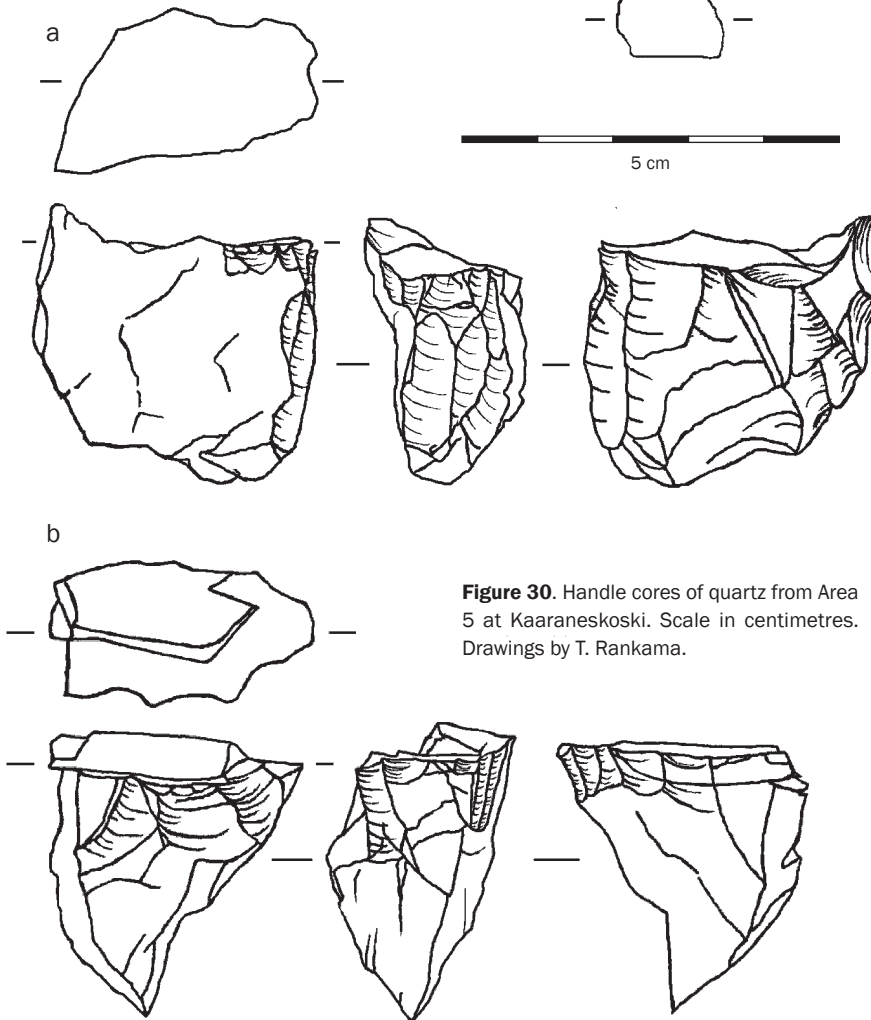 a
5 cm
b
Figure 30. Handle cores of quartz from Area
5 at Kaaraneskoski. Scale in centimetres.
Drawings by T. Rankama.